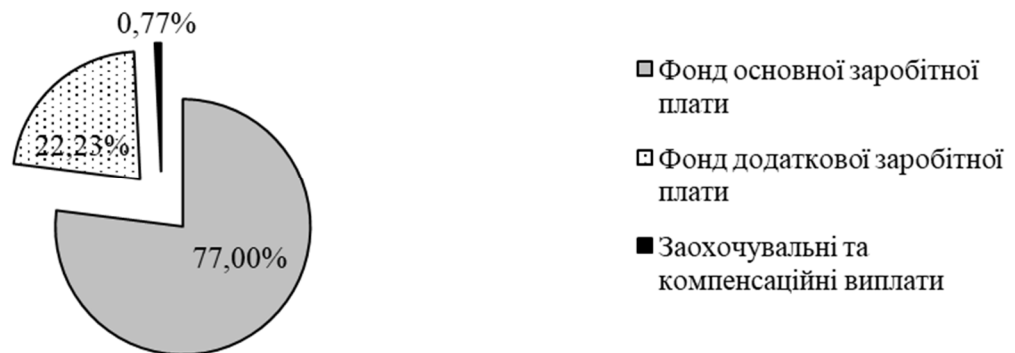 0,77%
22,23%
77,00%
Фонд основної заробітної
плати
Фонд додаткової заробітної
плати
Заохочувальні та
компенсаційні виплати